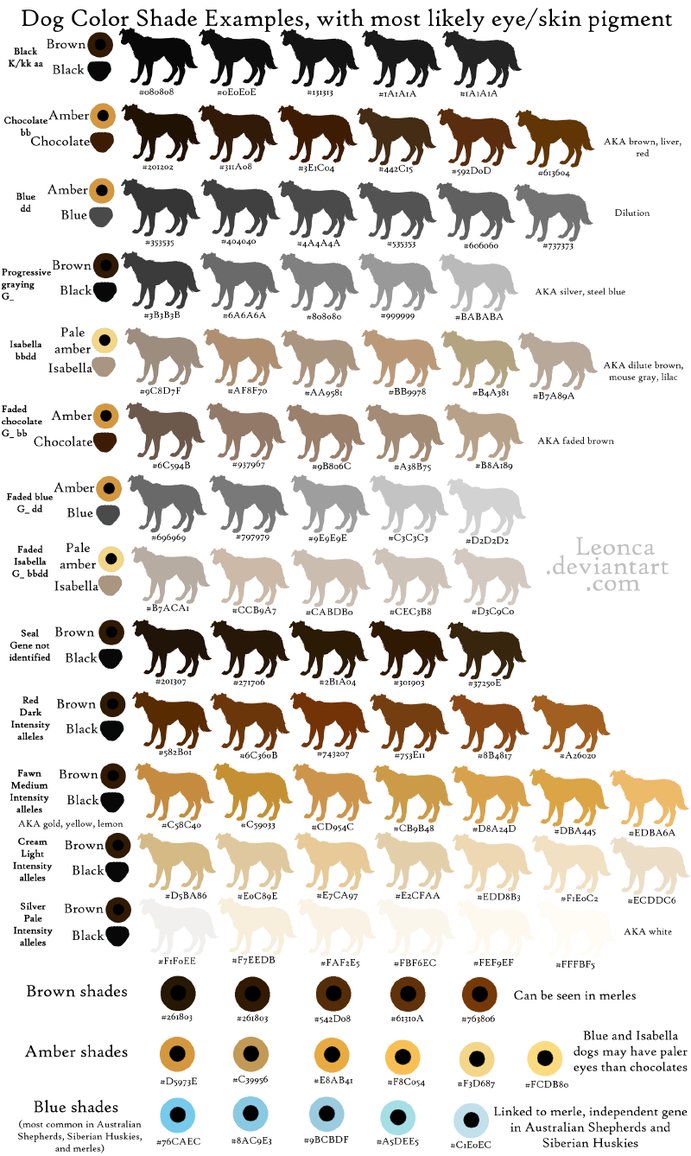 Dog Color Shade Examples, with most likely eye/skin pigment
Black
K/kk aa
Brown
Black
#080808 #0E0E0E #131313 #1A1A1A #1A1A1A
Chocolate
bb
Amber
Chocolate
AKA brown, liver,
red
#201202 #311A08 #3E1C04 #442C15 #592D0D #613604
Blue
dd
Amber
Blue
Dilution
#353535 #404040 #4A4A4A #535353 #606060 #737373
Progressive
graying
G_
Brown
Black
AKA silver, steel blue
#3B3B3B #6A6A6A #808080 #999999 #BABABA
Isabella
bbdd
Pale
amber
Isabella
AKA dilute brown,
mouse gray, lilac
#9C8D7F #AF8F70 #AA9581 #BB9978 #B4A381 #B7A89A
Faded
chocolate
G_ bb
Amber
Chocolate
AKA faded brown
#6C594B #937967 #9B806C #A38B75 #B8A189
Faded blue
G_ dd
Amber
Blue
#696969 #797979 #9E9E9E #C3C3C3 #D2D2D2
Faded
Isabella
G_ bbdd
Pale
amber
Isabella
Leonca
.deviantart
.com
#B7ACA1 #CCB9A7 #CABDB0 #CEC3B8 #D3C9C0
Seal
Gene not
identified
Brown
Black
#201307 #271706 #2B1A04 #301903 #37250E
Red
Dark
Intensity
alleles
Brown
Black
#582B01 #6C360B #743207 #753E11 #8B4817 #A26020
Fawn
Medium
Intensity
alleles
AKA gold, yellow, lemon
Brown
Black
#C58C40 #C59033 #CD954C #CB9B48 #D8A24D #DBA445 #EDBA6A
Cream
Light
Intensity
alleles
Brown
Black
#D5BA86 #E0C89E #E7CA97 #E2CFAA #EDD8B3 #F1E0C2 #ECDDC6
Silver
Pale
Intensity
alleles
Brown
Black
AKA white
#F1F0EE #F7EEDB #FAF2E5 #FBF6EC #FEF9EF #FFFBF5
Brown shades
Can be seen in merles
#261803 #261803 #542D08 #61310A #763806
Amber shades
Blue and Isabella
dogs may have paler
eyes than chocolates
#D5973E #C39956 #E8AB41 #F8C054 #F3D687 #FCDB80
Blue shades
(most common in Australian
Shepherds, Siberian Huskies,
and merles)
Linked to merle, independent gene
in Australian Shepherds and
Siberian Huskies
#76CAEC #8AC9E3 #9BCBDF #A5DEE5 #C1E0EC